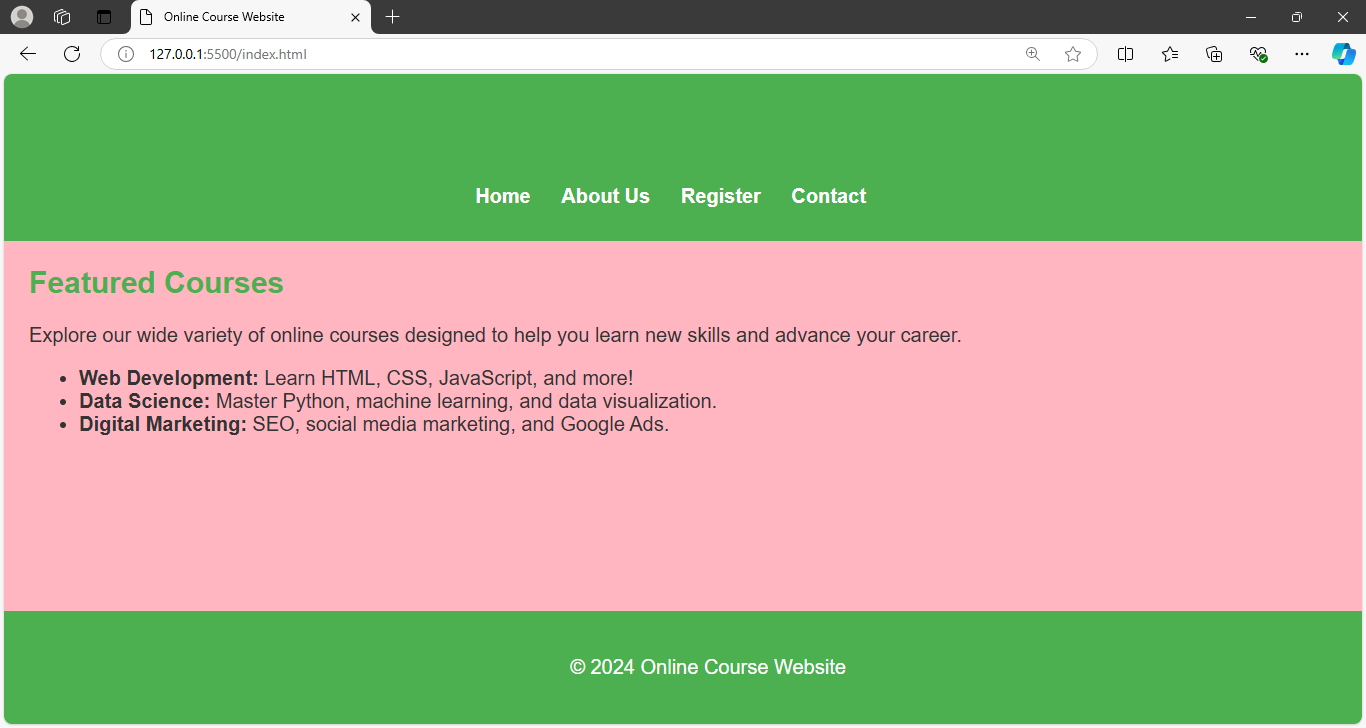 Online Course Website
127.0.0.1:5500/index.html
Home About Us Register Contact
Featured Courses
Explore our wide variety of online courses designed to help you learn new skills and advance your career.
• Web Development: Learn HTML, CSS, JavaScript, and more!
• Data Science: Master Python, machine learning, and data visualization.
• Digital Marketing: SEO, social media marketing, and Google Ads.
© 2024 Online Course Website